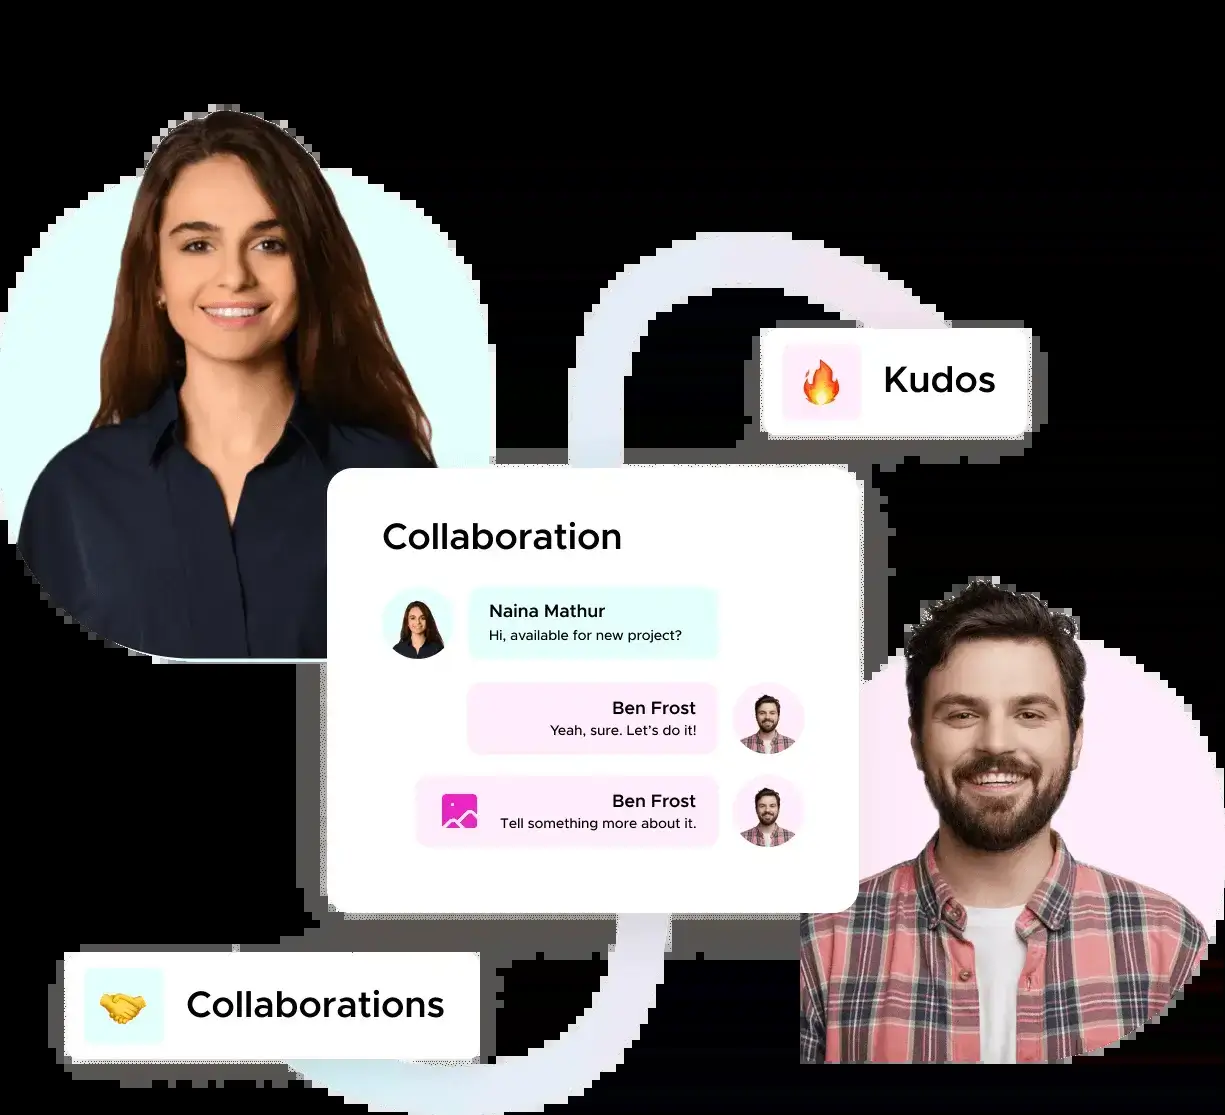 Kudos
Collaboration
Naina Mathur
Hi, available for new project?
Ben Frost
Yeah, sure. Let's do it!
Ben Frost
Tell something more about it.
Collaborations